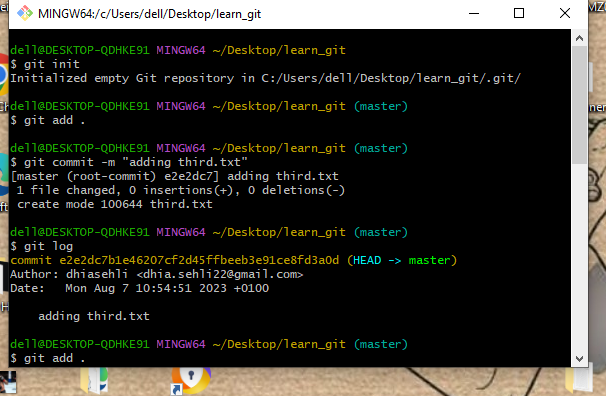 MINGW64:/c/Users/dell/Desktop/learn_git
dell@DESKTOP-QDHKE91 MINGW64 ~/Desktop/learn_git
$ git init
Initialized empty Git repository in C:/Users/dell/Desktop/learn_git/.git/
dell@DESKTOP-QDHKE91 MINGW64 ~/Desktop/learn_git (master)
$ git add .
dell@DESKTOP-QDHKE91 MINGW64 ~/Desktop/learn_git (master)
$ git commit -m "adding third.txt"
[master (root-commit) e2e2dc7] adding third.txt
1 file changed, 0 insertions(+), 0 deletions(-)
create mode 100644 third.txt
dell@DESKTOP-QDHKE91 MINGW64 ~/Desktop/learn_git (master)
$ git log
commit e2e2dc7b1e46207cf2d45ffbeeb3e91ce8fd3a0d (HEAD -> master)
Author: dhiasehli <dhia.sehli22@gmail.com>
Date:   Mon Aug 7 10:54:51 2023 +0100
adding third.txt
dell@DESKTOP-QDHKE91 MINGW64 ~/Desktop/learn_git (master)
$ git add .